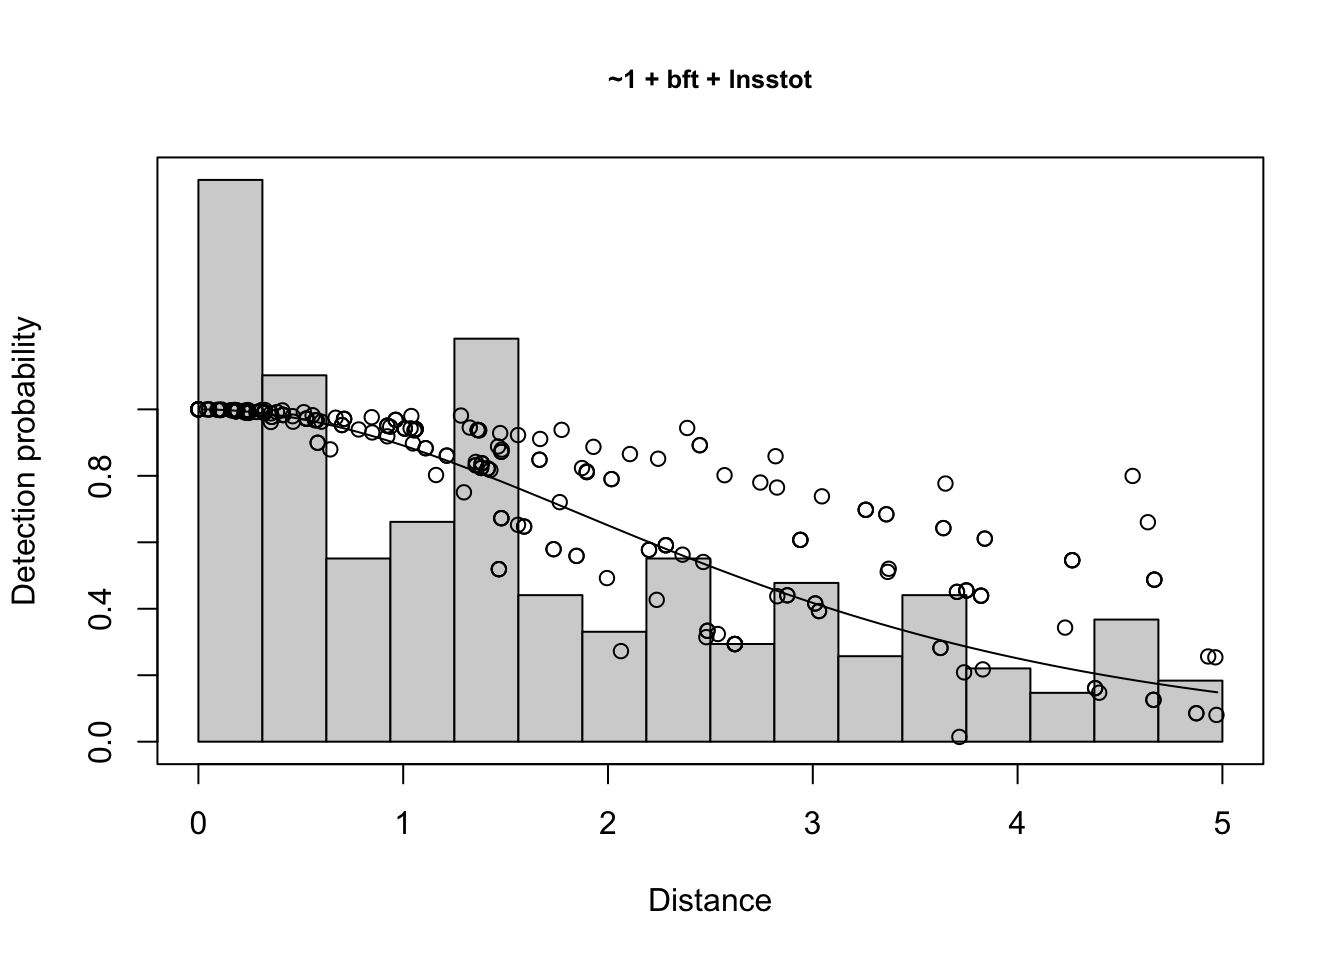 ~1 + bft + lnsstot
Detection probability
0.8
0.4
0.0
0 1 2 3 4 5
Distance